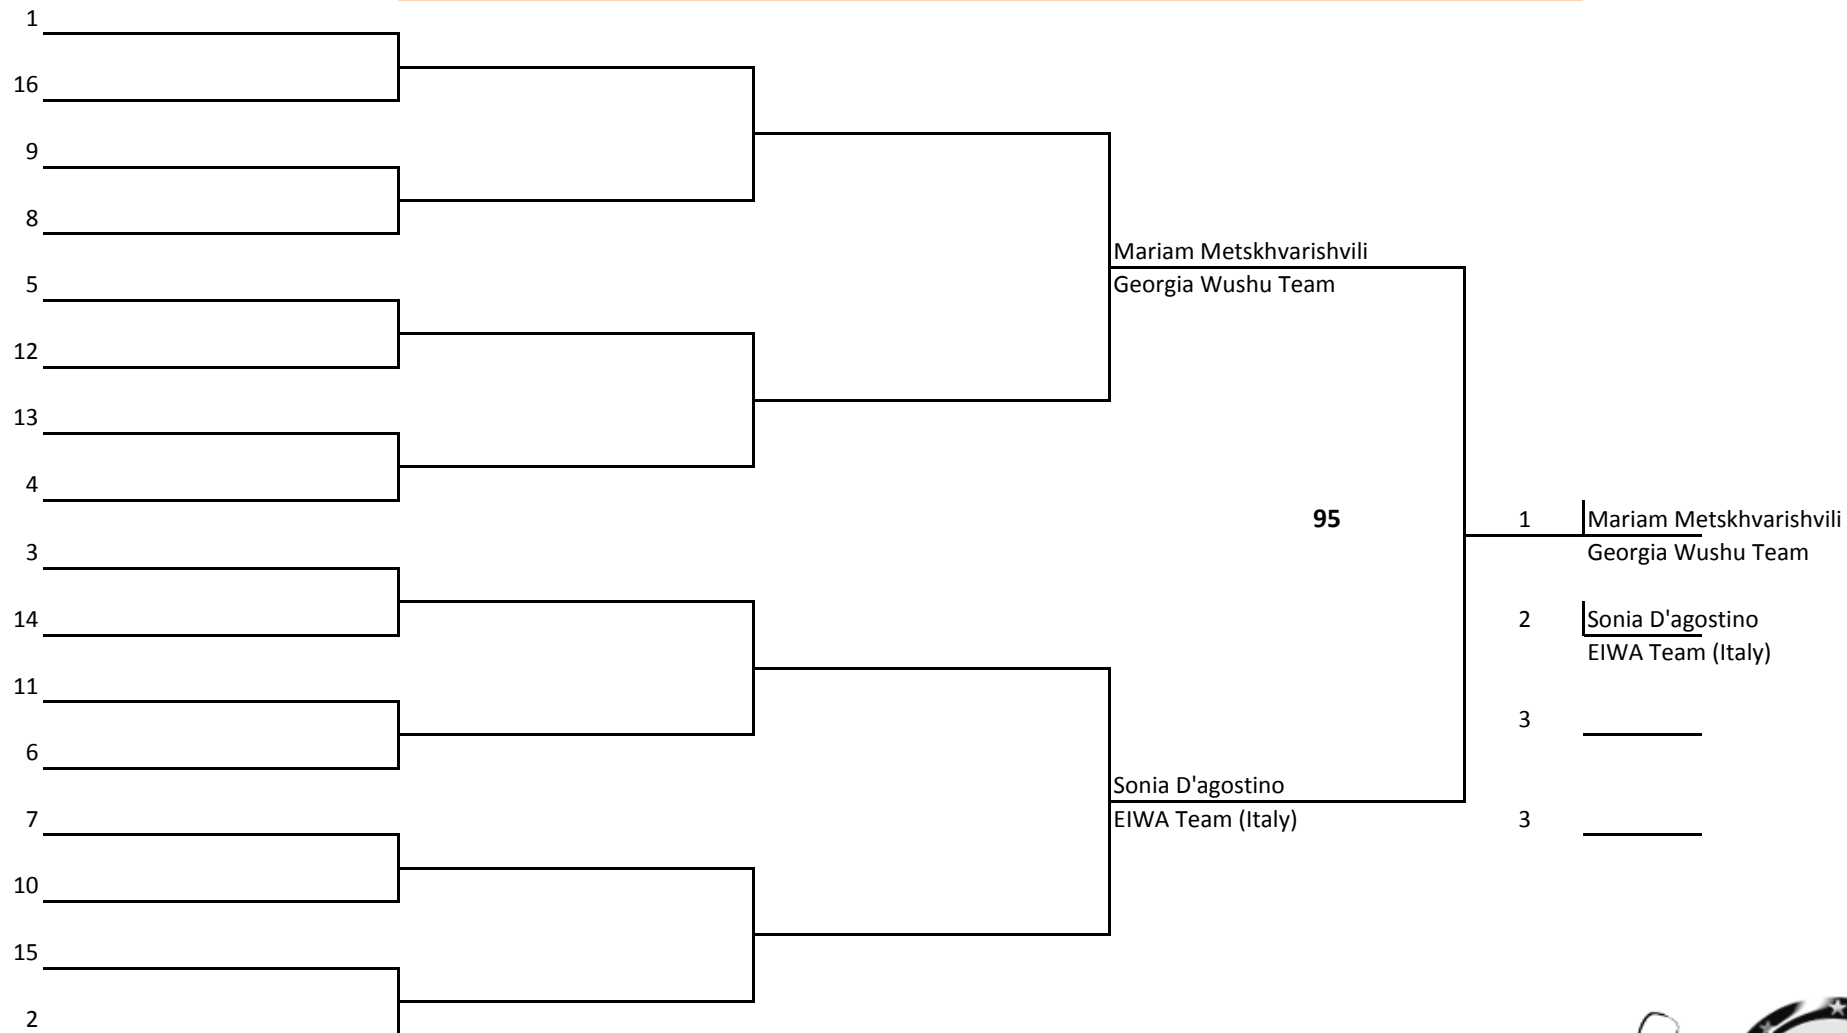 1
16
9
8
5
12
13
4
3
14
11
6
7
10
15
2
Mariam Metskhvarishvili
Georgia Wushu Team
95
Sonia D'agostino
EIWA Team (Italy)
1 Mariam Metskhvarishvili
Georgia Wushu Team
2 Sonia D'agostino
EIWA Team (Italy)
3
3